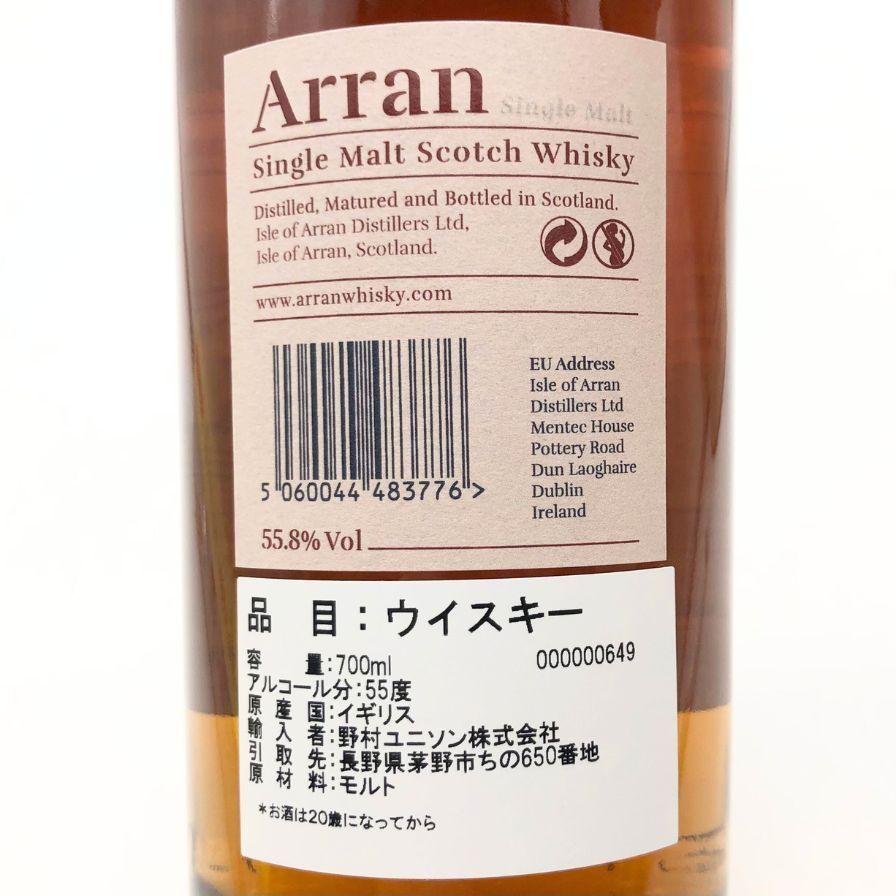 Arran Single Malt
Single Malt Scotch Whisky
Distilled, Matured and Bottled in Scotland.
Isle of Arran Distillers Ltd,
Isle of Arran, Scotland.
www.arranwhisky.com
EU Address
Isle of Arran
Distillers Ltd
Mentec House
Pottery Road
Dun Laoghaire
Dublin
Ireland
5 060044 483776 >
55.8% Vol
品 目：ウイスキー
容 量：700ml 000000649
アルコール分：55度
原 産 国：イギリス
輸 入 者：野村ユニソン株式会社
引 取 先：長野県茅野市ちの650番地
原 材 料：モルト
＊お酒は20歳になってから